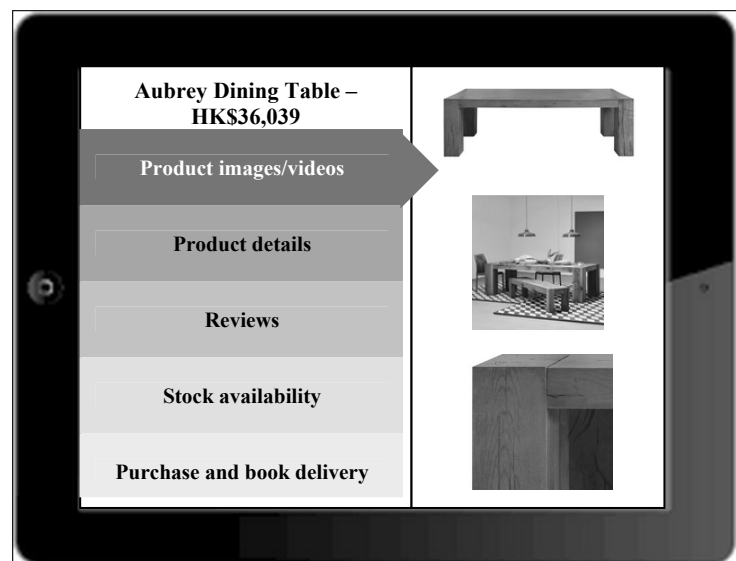 Aubrey Dining Table –
HK$36,039
Product images/videos
Product details
Reviews
Stock availability
Purchase and book delivery